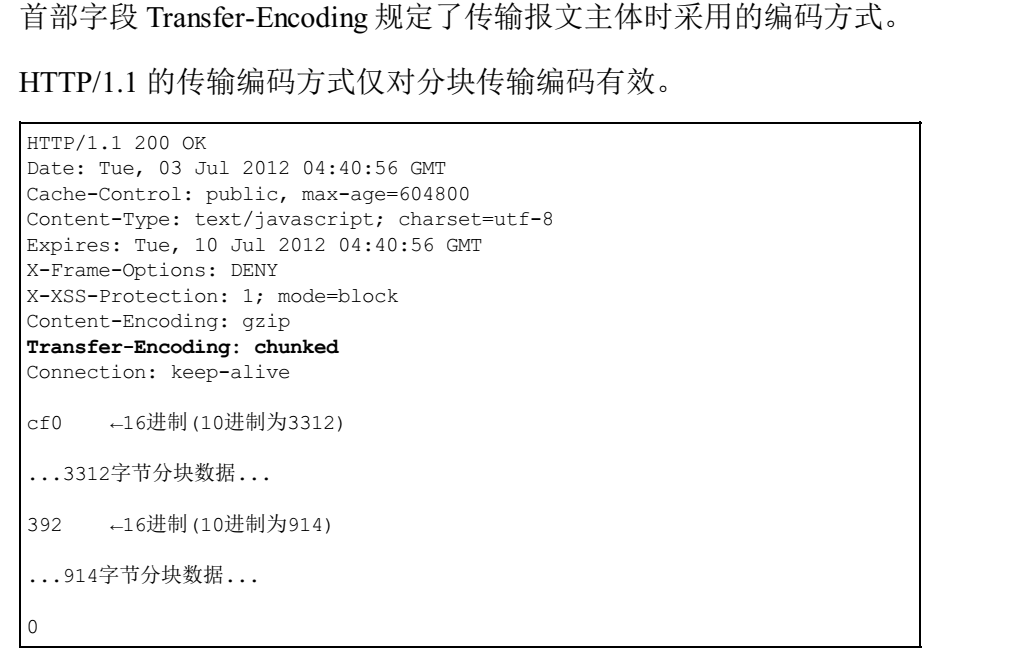 首部字段 Transfer-Encoding 规定了传输报文主体时采用的编码方式。
HTTP/1.1 的传输编码方式仅对分块传输编码有效。
HTTP/1.1 200 OK
Date: Tue, 03 Jul 2012 04:40:56 GMT
Cache-Control: public, max-age=604800
Content-Type: text/javascript; charset=utf-8
Expires: Tue, 10 Jul 2012 04:40:56 GMT
X-Frame-Options: DENY
X-XSS-Protection: 1; mode=block
Content-Encoding: gzip
Transfer-Encoding: chunked
Connection: keep-alive
cf0 ←16进制(10进制为3312)
...3312字节分块数据...
392 ←16进制(10进制为914)
...914字节分块数据...
0